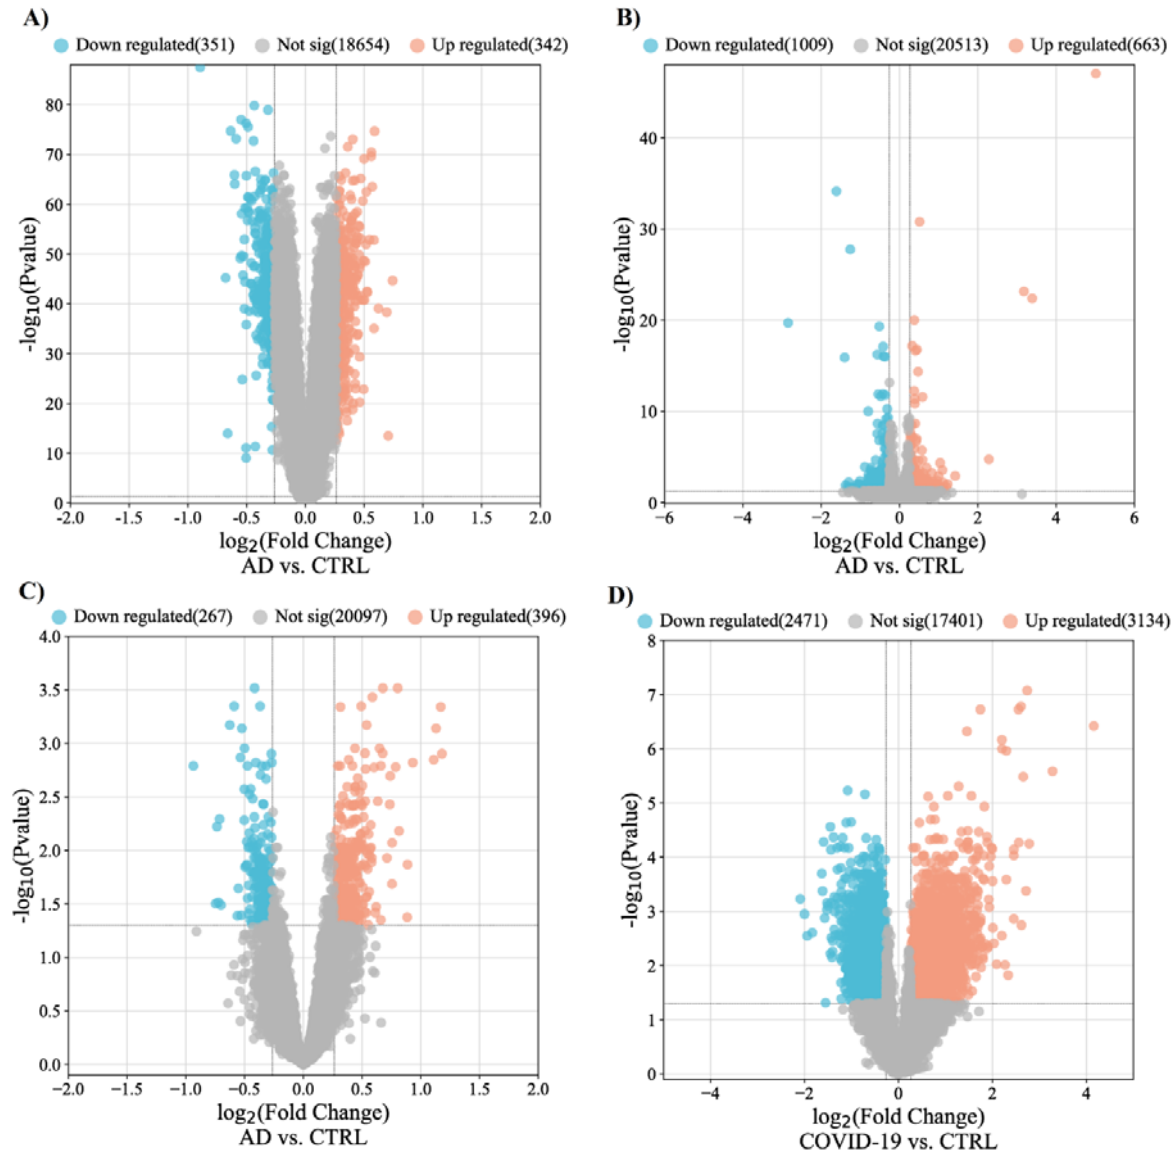 A)
Down regulated(351) Not sig(18654) Up regulated(342)
80
70
60
50
40
30
20
10
0
-log10(Pvalue)
-2.0 -1.5 -1.0 -0.5 0.0 0.5 1.0 1.5 2.0
log2(Fold Change)
AD vs. CTRL
B)
Down regulated(1009) Not sig(20513) Up regulated(663)
40
30
20
10
0
-log10(Pvalue)
−6 −4 −2 0 2 4 6
log2(Fold Change)
AD vs. CTRL
C)
Down regulated(267) Not sig(20097) Up regulated(396)
4.0
3.5
3.0
2.5
2.0
1.5
1.0
0.5
0.0
-log10(Pvalue)
−2.0 −1.5 −1.0 −0.5 0.0 0.5 1.0 1.5 2.0
log2(Fold Change)
AD vs. CTRL
D)
Down regulated(2471) Not sig(17401) Up regulated(3134)
8
7
6
5
4
3
2
1
0
-log10(Pvalue)
−4 −2 0 2 4
log2(Fold Change)
COVID-19 vs. CTRL